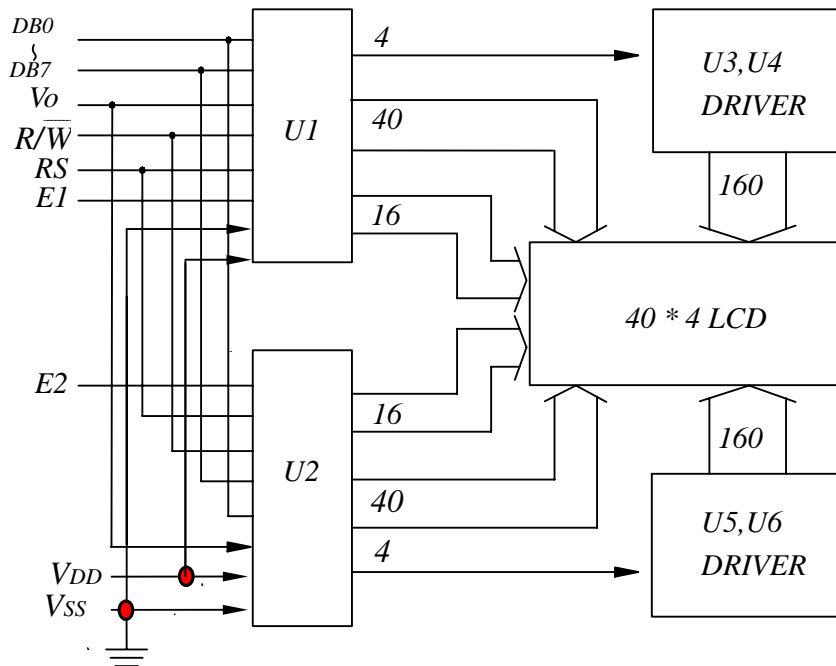 DB0
DB7
Vo
R/W̅
RS
E1
E2
VDD
VSS
U1
4
40
16
U2
16
40
4
U3,U4
DRIVER
160
40 * 4 LCD
160
U5,U6
DRIVER